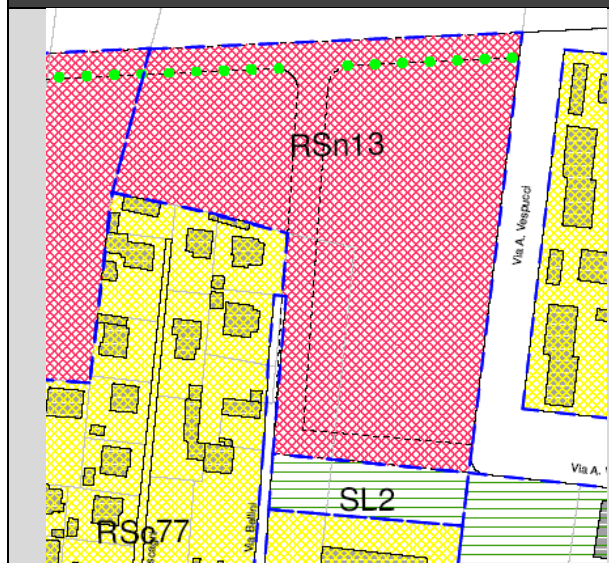 RSn13
Via A. Vespucci
Via A.
SL2
RSc77
Via Bellini